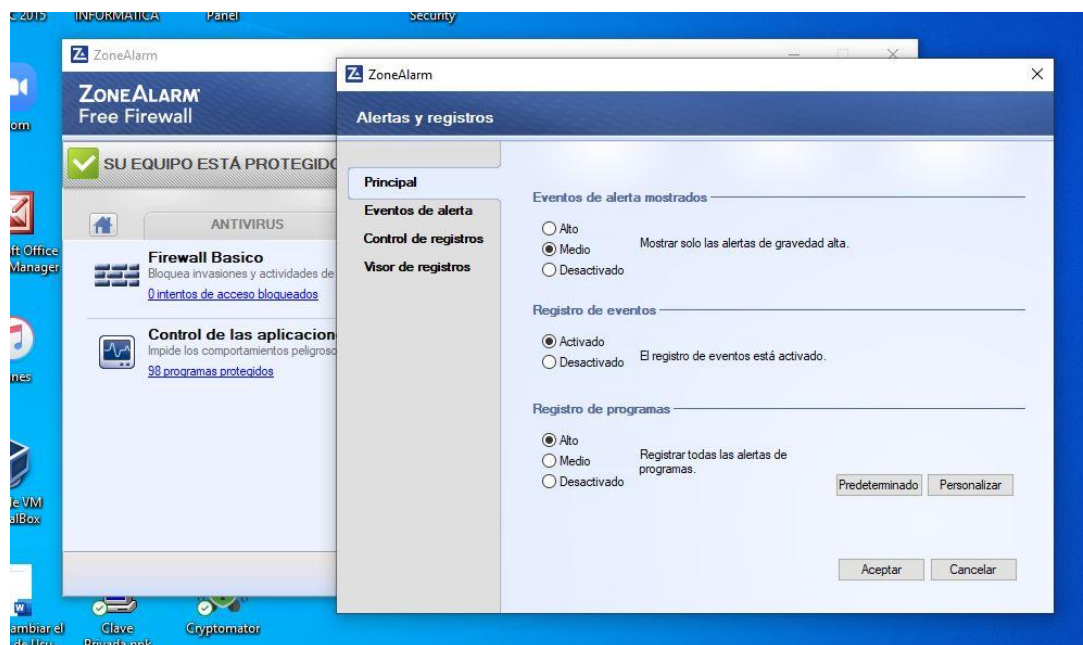 c 2015
INFORMATICA
Panel
Security
ZoneAlarm
ZONEALARM
Free Firewall
SU EQUIPO ESTÁ PROTEGIDO
ANTIVIRUS
Firewall Basico
Bloquea invasiones y actividades de
0 intentos de acceso bloqueados
Control de las aplicacion
Impide los comportamientos peligroso
98 programas protegidos
ZoneAlarm
Alertas y registros
Principal
Eventos de alerta
Control de registros
Visor de registros
Eventos de alerta mostrados
Alto
Medio
Desactivado
Mostrar solo las alertas de gravedad alta.
Registro de eventos
Activado
Desactivado
El registro de eventos está activado.
Registro de programas
Alto
Medio
Desactivado
Registrar todas las alertas de
programas.
Predeterminado
Personalizar
Aceptar
Cancelar
om
ft Office
Manager
nes
e VM
alBox
ambiar el
Clave
Cryptomator